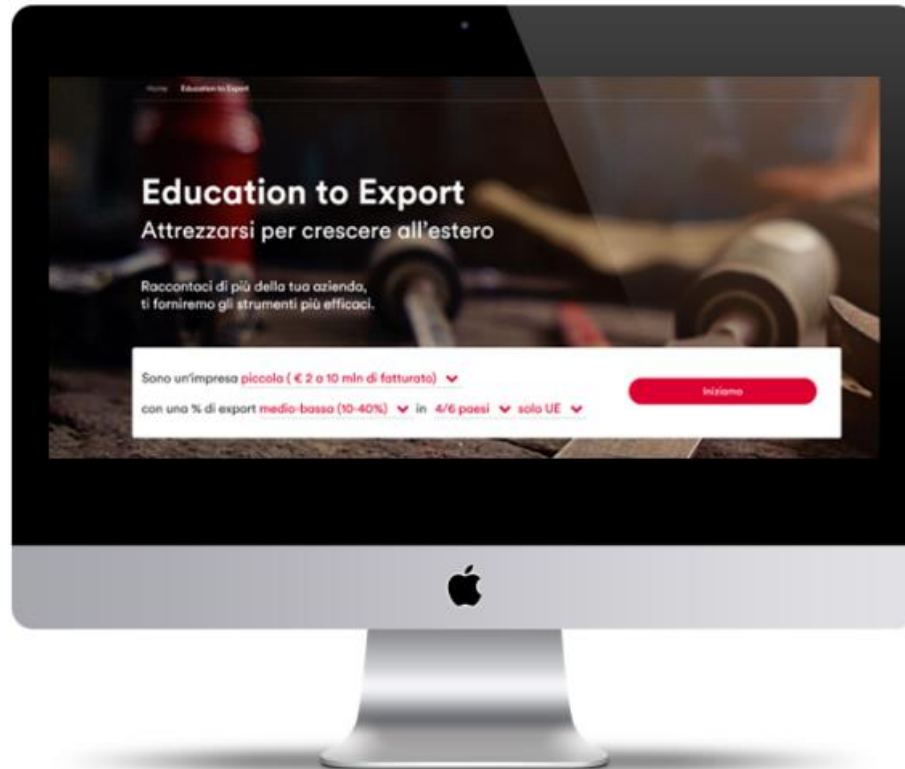 Home Education to Export
Education to Export
Attrezzarsi per crescere all'estero
Raccontaci di più della tua azienda,
ti forniremo gli strumenti più efficaci.
Sono un'impresa piccola ( € 2 a 10 mln di fatturato)
Iniziamo
con una % di export medio-bassa (10-40%) in 4/6 paesi solo UE